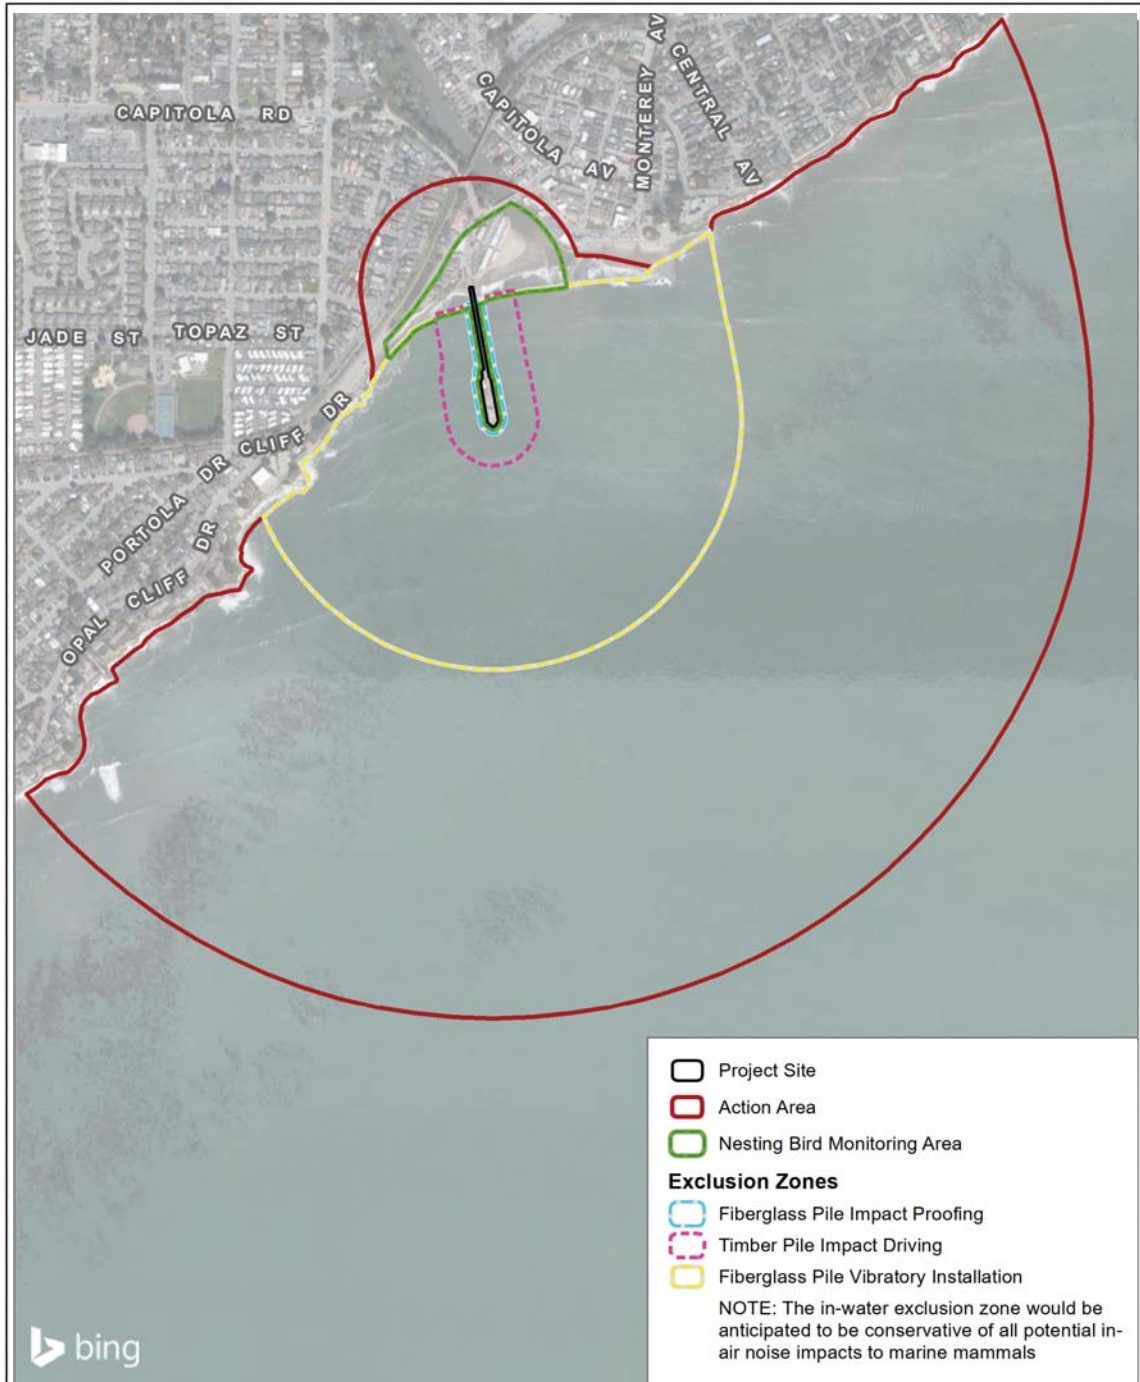 CAPITOLA RD
CAPITOLA AV
MONTEREY AV
CENTRAL AV
JADE ST
TOPAZ ST
PORTOLA DR
CLIFF DR
OPAL CLIFF DR
Project Site
Action Area
Nesting Bird Monitoring Area
Exclusion Zones
Fiberglass Pile Impact Proofing
Timber Pile Impact Driving
Fiberglass Pile Vibratory Installation
NOTE: The in-water exclusion zone would be
anticipated to be conservative of all potential in-
air noise impacts to marine mammals
bing